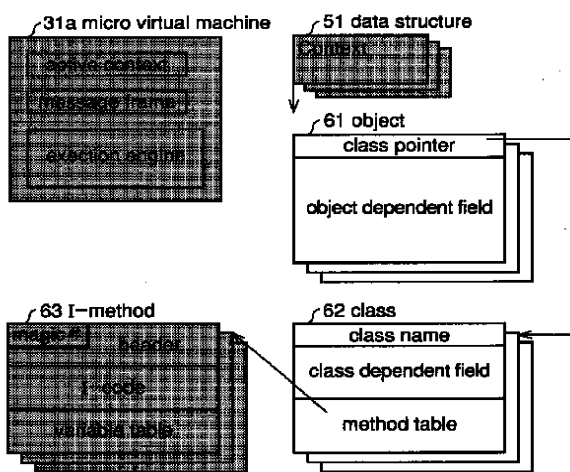 31a micro virtual machine
active context
message frame
exection engine
51 data structure
Context
61 object
class pointer
object dependent field
63 I-method
magic #
header
I-code
variable table
62 class
class name
class dependent field
method table